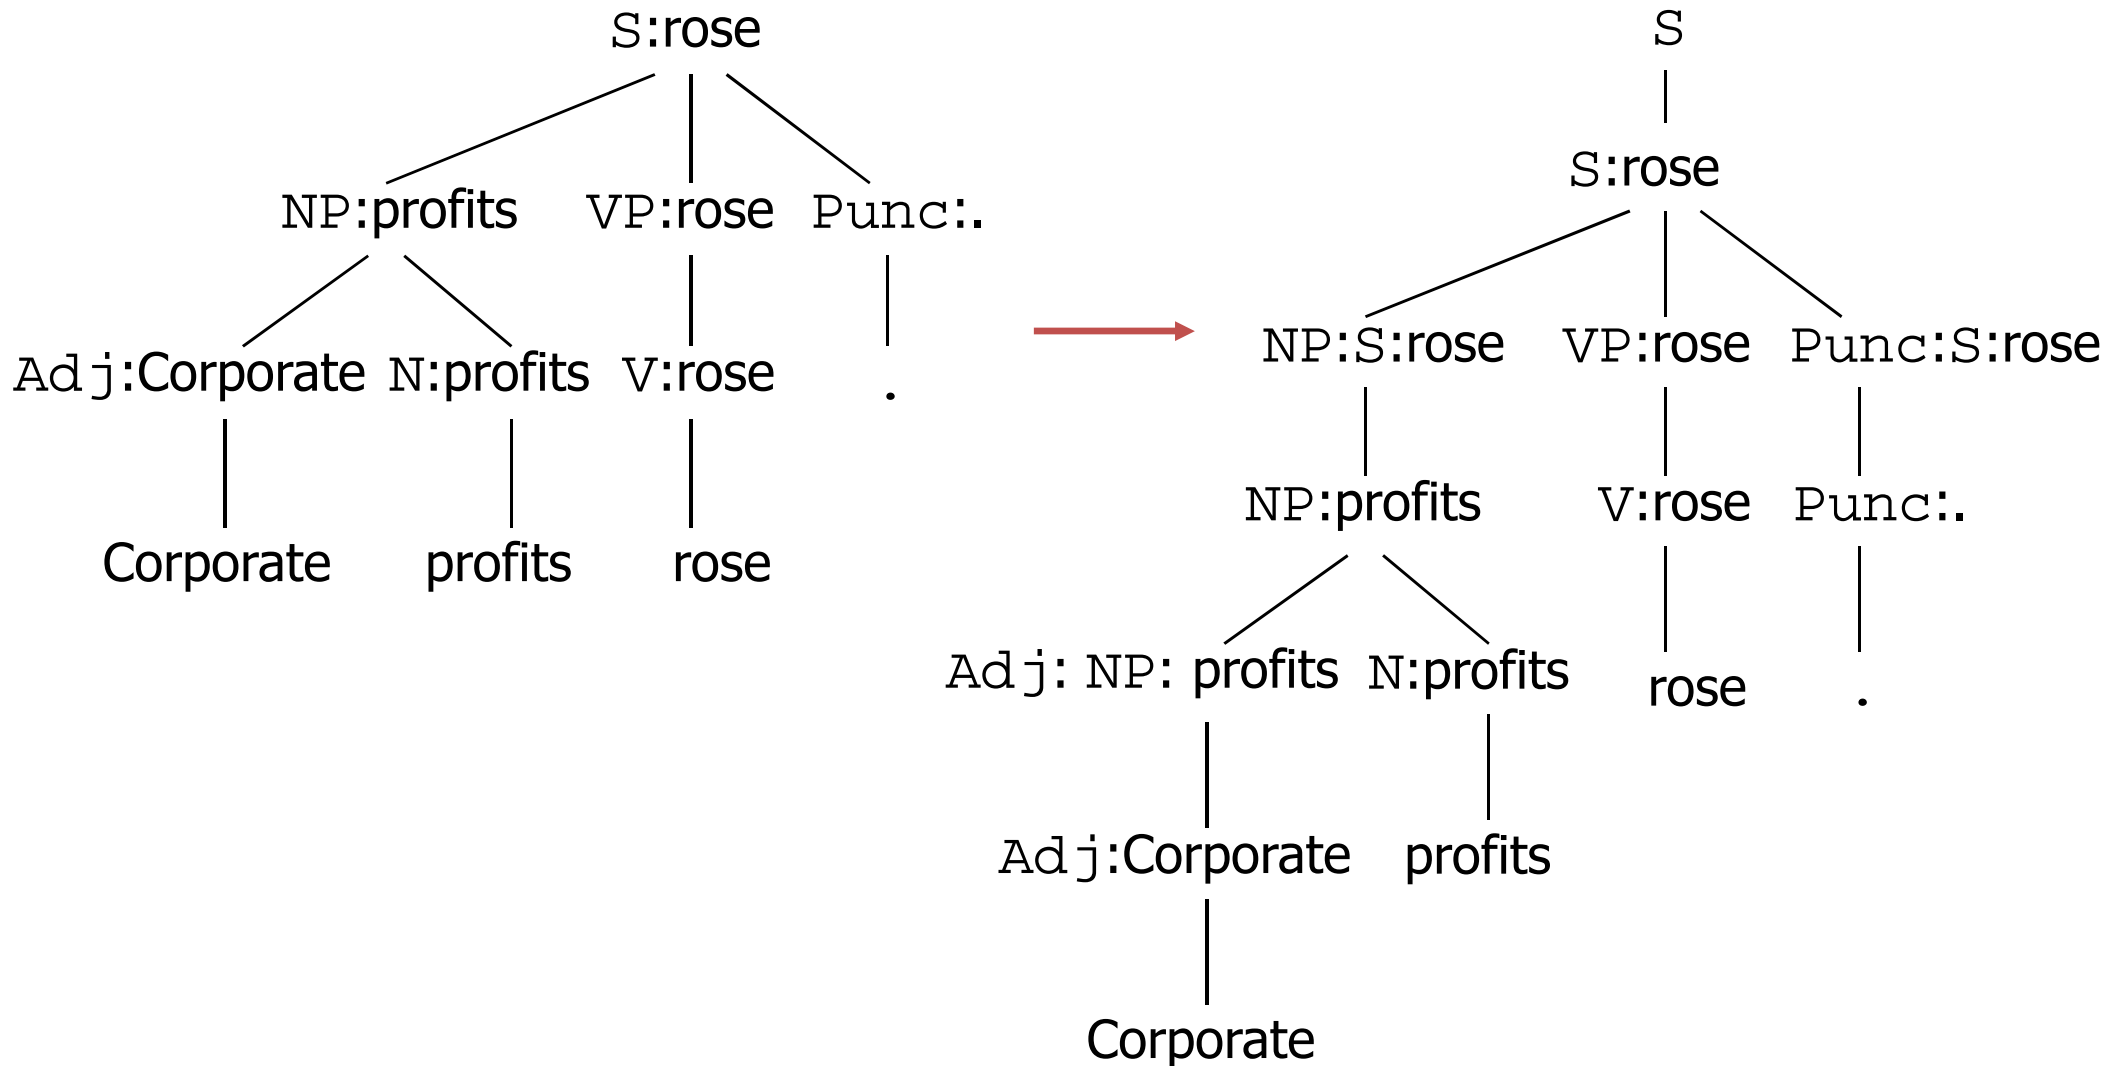 S:rose
NP:profits VP:rose Punc:.
Adj:Corporate N:profits V:rose .
Corporate profits rose
S
S:rose
NP:S:rose VP:rose Punc:S:rose
NP:profits V:rose Punc:.
Adj: NP: profits N:profits rose .
Adj:Corporate profits
Corporate